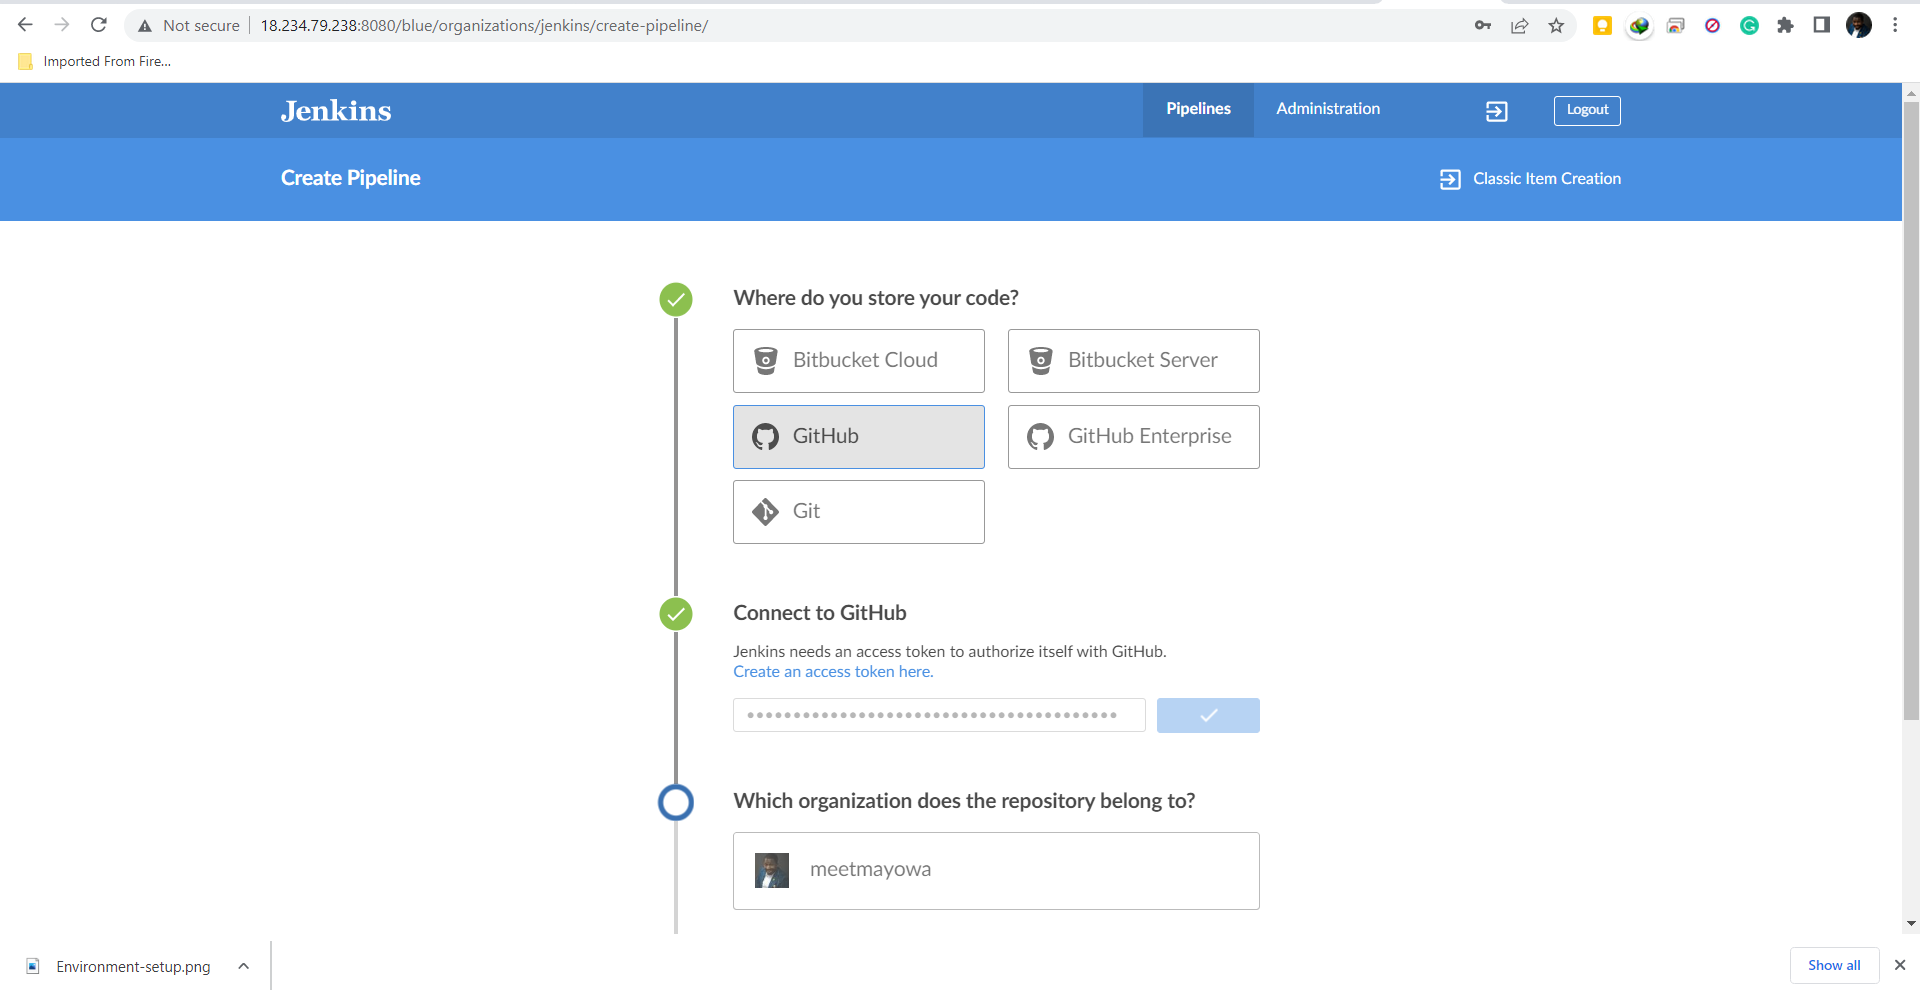 Not secure
18.234.79.238:8080/blue/organizations/jenkins/create-pipeline/
Imported From Fire...
Jenkins
Pipelines
Administration
Logout
Create Pipeline
Classic Item Creation
Where do you store your code?
Bitbucket Cloud
Bitbucket Server
GitHub
GitHub Enterprise
Git
Connect to GitHub
Jenkins needs an access token to authorize itself with GitHub.
Create an access token here.
••••••••••••••••••••••••••••••••••••••••
Which organization does the repository belong to?
meetmayowa
Environment-setup.png
Show all